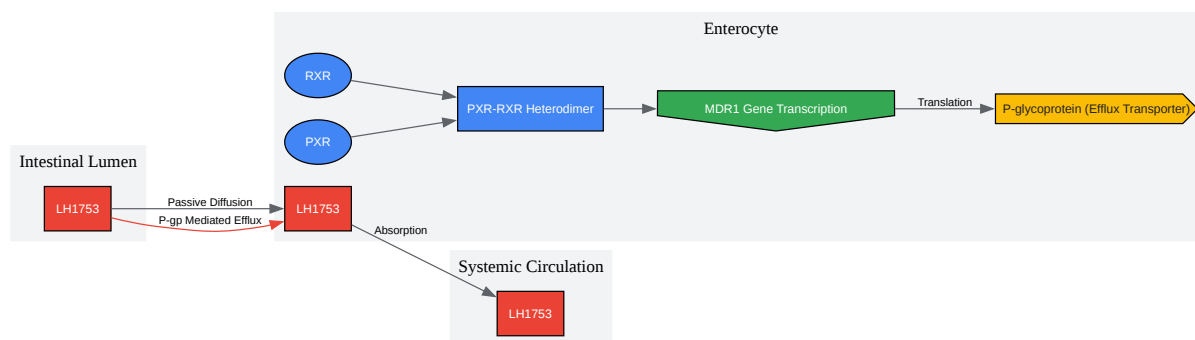 Enterocyte
RXR
PXR-RXR Heterodimer
MDR1 Gene Transcription
Translation
P-glycoprotein (Efflux Transporter)
PXR
Intestinal Lumen
LH1753
Passive Diffusion
P-gp Mediated Efflux
LH1753
Absorption
Systemic Circulation
LH1753